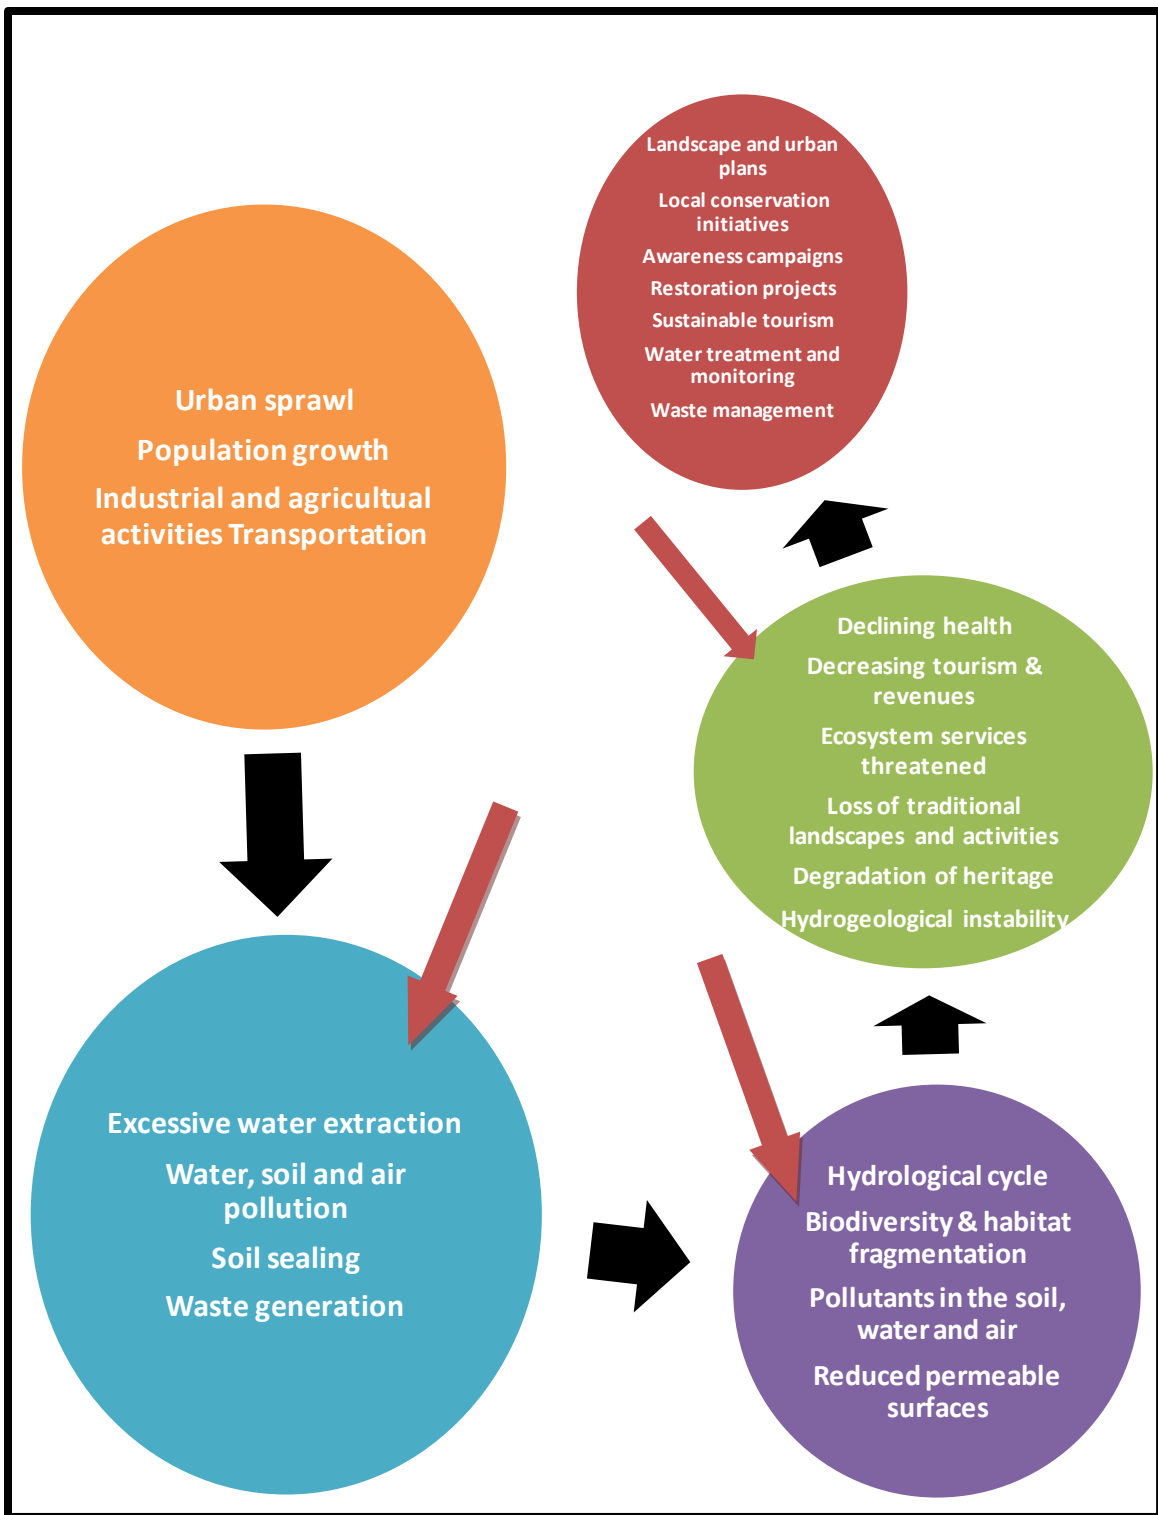 Urban sprawl
Population growth
Industrial and agricultual
activities Transportation
Landscape and urban
plans
Local conservation
initiatives
Awareness campaigns
Restoration projects
Sustainable tourism
Water treatment and
monitoring
Waste management
Declining health
Decreasing tourism &
revenues
Ecosystem services
threatened
Loss of traditional
landscapes and activities
Degradation of heritage
Hydrogeological instability
Excessive water extraction
Water, soil and air
pollution
Soil sealing
Waste generation
Hydrological cycle
Biodiversity & habitat
fragmentation
Pollutants in the soil,
water and air
Reduced permeable
surfaces